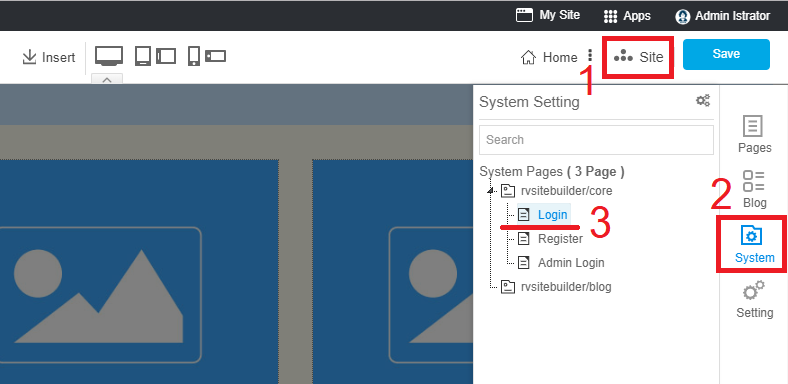 My Site Apps Admin Istrator
Insert Home 1 Site Save
System Setting
Search
System Pages ( 3 Page )
rvsitebuilder/core
Login 3
Register
Admin Login
rvsitebuilder/blog
Pages
Blog
2
System
Setting